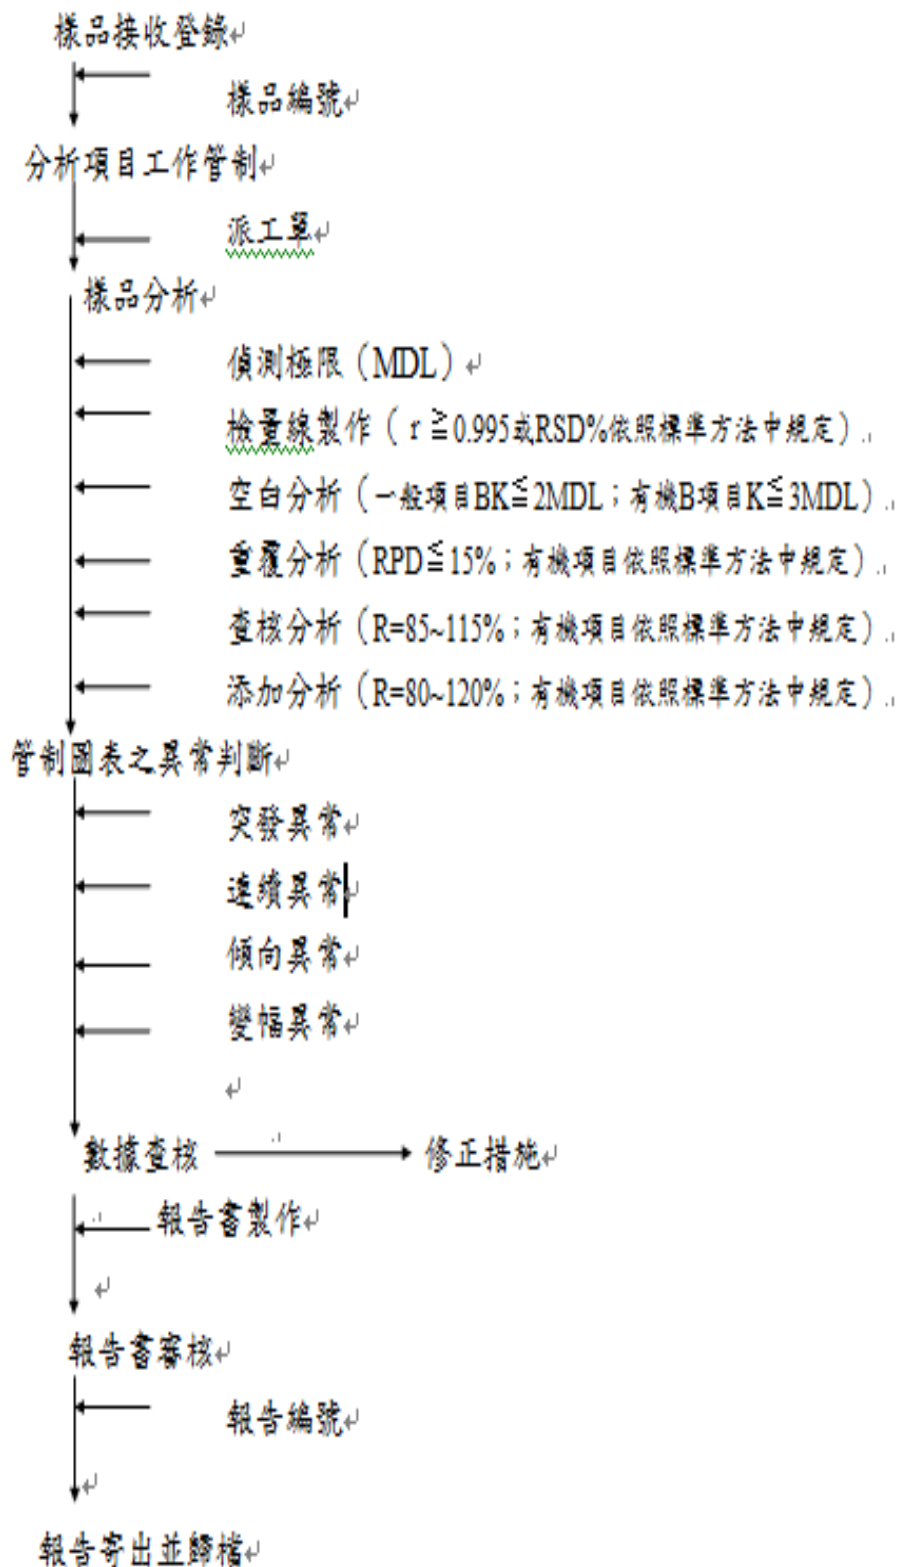 樣品接收登錄
樣品編號
分析項目工作管制
派工單
樣品分析
偵測極限（MDL）
檢量線製作（r≧0.995或RSD%依照標準方法中規定）
空白分析（一般項目BK≦2MDL；有機B項目K≦3MDL）
重覆分析（RPD≦15%；有機項目依照標準方法中規定）
查核分析（R=85~115%；有機項目依照標準方法中規定）
添加分析（R=80~120%；有機項目依照標準方法中規定）
管制圖表之異常判斷
突發異常
連續異常
傾向異常
變幅異常
數據查核 修正措施
報告書製作
報告書審核
報告編號
報告寄出並歸檔